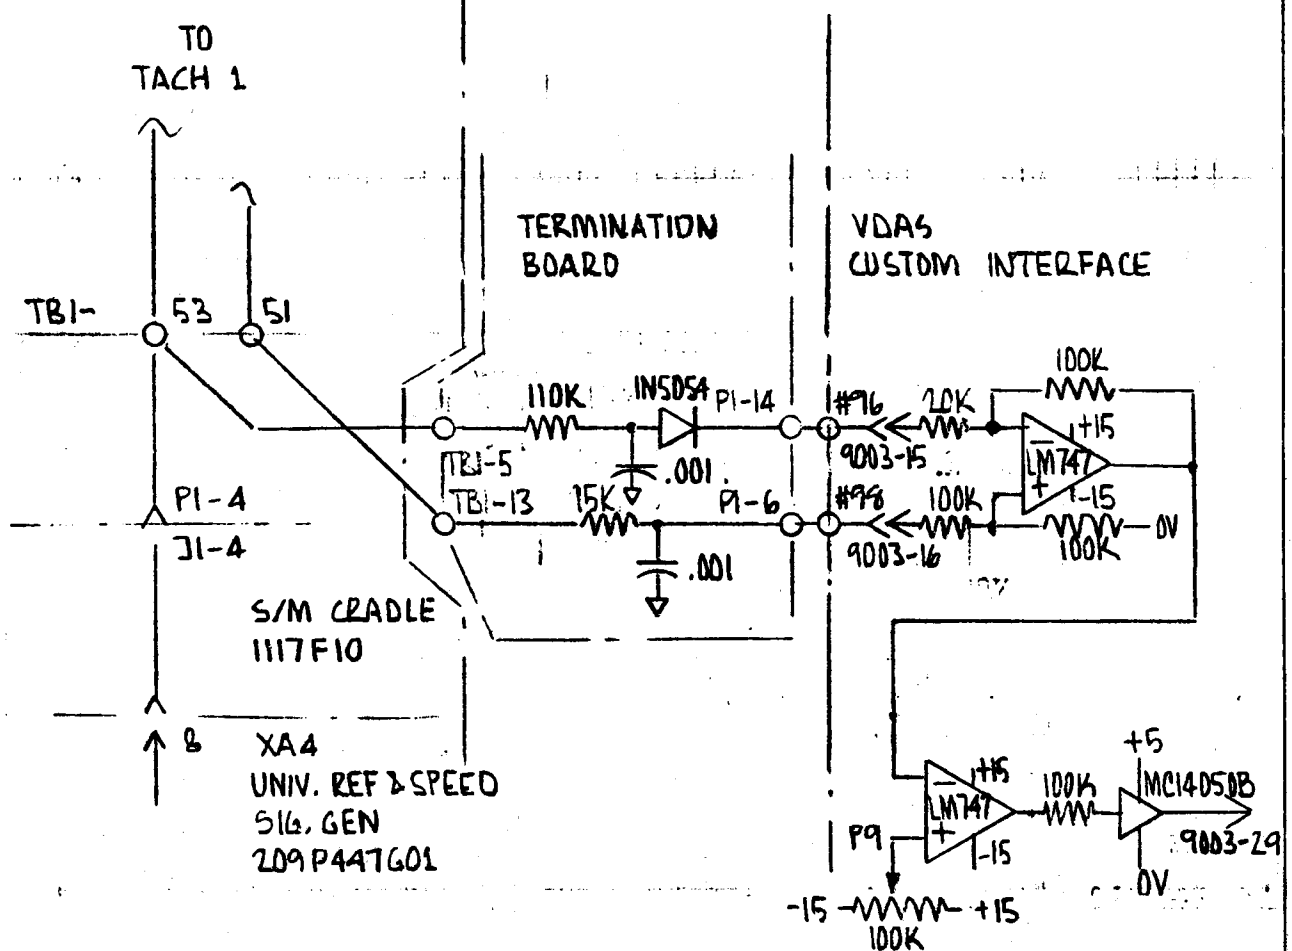 TO
TACH 1
TERMINATION
BOARD
VDAS
CUSTOM INTERFACE
TB1-
53
51
110K
1N5054
P1-14
#96
20K
100K
+15
LM747
-15
9003-15
TB1-5
.001
TB1-13
15K
P1-6
#98
100K
100K
0V
9003-16
.001
P1-4
J1-4
S/M CRADLE
1117F10
8
XA4
UNIV. REF & SPEED
SIG. GEN
209P447G01
+15
LM747
-15
P9
100K
+5
MC14050B
9003-29
0V
-15
+15
100K